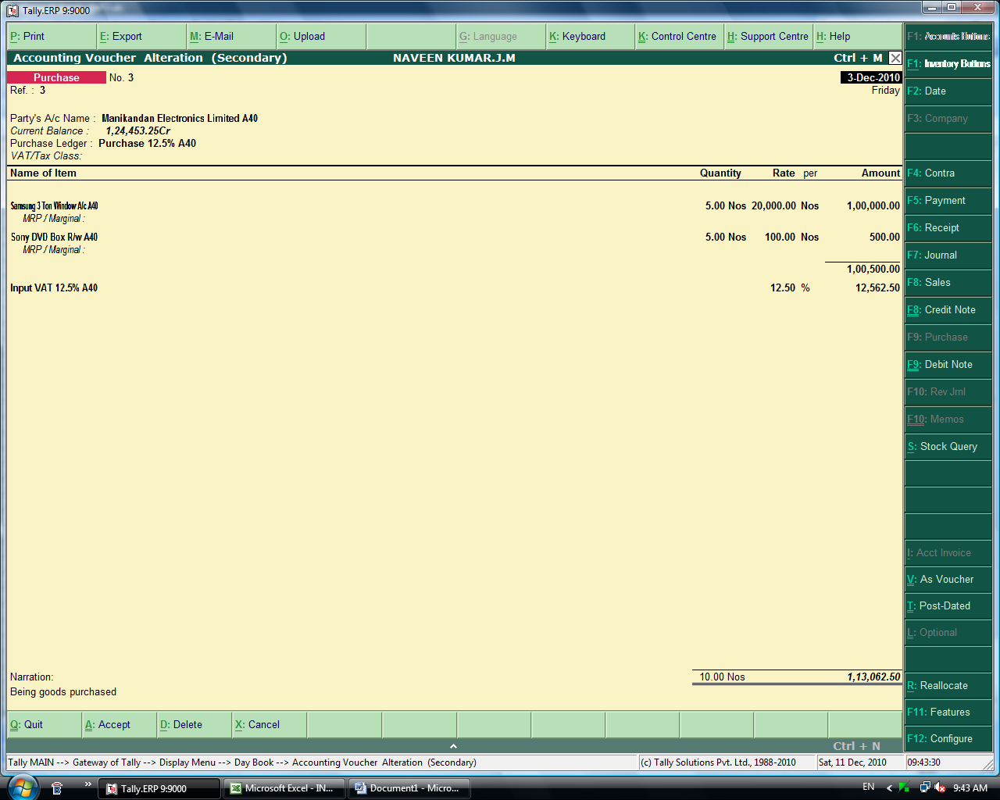 Tally.ERP 9:9000
P: Print E: Export M: E-Mail O: Upload G: Language K: Keyboard K: Control Centre H: Support Centre H: Help
Accounting Voucher Alteration (Secondary) NAVEEN KUMAR.J.M Ctrl + M
Purchase No. 3 3-Dec-2010
Ref. : 3 Friday
Party's A/c Name : Manikandan Electronics Limited A40
Current Balance : 1,24,453.25Cr
Purchase Ledger : Purchase 12.5% A40
VAT/Tax Class:
Name of Item Quantity Rate per Amount
Samsung 3 Ton Window A/c A40 5.00 Nos 20,000.00 Nos 1,00,000.00
MRP / Marginal :
Sony DVD Box R/w A40 5.00 Nos 100.00 Nos 500.00
MRP / Marginal :
1,00,500.00
Input VAT 12.5% A40 12.50 % 12,562.50
Narration: 10.00 Nos 1,13,062.50
Being goods purchased
F1: Accounts Buttons
F1: Inventory Buttons
F2: Date
F3: Company
F4: Contra
F5: Payment
F6: Receipt
F7: Journal
F8: Sales
F8: Credit Note
F9: Purchase
F9: Debit Note
F10: Rev Jrnl
F10: Memos
S: Stock Query
I: Acct Invoice
V: As Voucher
T: Post-Dated
L: Optional
R: Reallocate
F11: Features
F12: Configure
Q: Quit A: Accept D: Delete X: Cancel
Ctrl + N
Tally MAIN --> Gateway of Tally --> Display Menu --> Day Book --> Accounting Voucher Alteration (Secondary) (c) Tally Solutions Pvt. Ltd., 1988-2010 Sat, 11 Dec, 2010 09:43:30
Tally.ERP 9:9000 Microsoft Excel - IN... Document1 - Micro... EN 9:43 AM